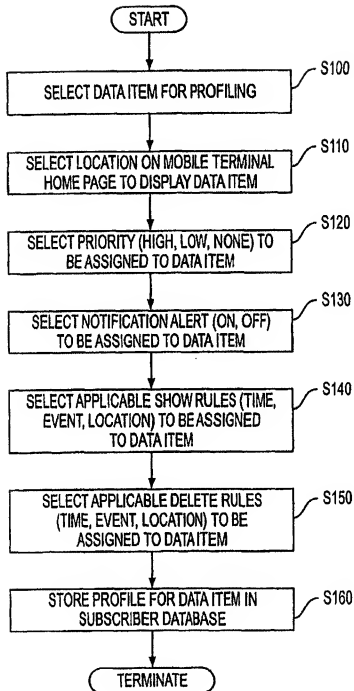 START
SELECT DATA ITEM FOR PROFILING
S100
SELECT LOCATION ON MOBILE TERMINAL
HOME PAGE TO DISPLAY DATA ITEM
S110
SELECT PRIORITY (HIGH, LOW, NONE) TO
BE ASSIGNED TO DATA ITEM
S120
SELECT NOTIFICATION ALERT (ON, OFF)
TO BE ASSIGNED TO DATA ITEM
S130
SELECT APPLICABLE SHOW RULES (TIME,
EVENT, LOCATION) TO BE ASSIGNED
TO DATA ITEM
S140
SELECT APPLICABLE DELETE RULES
(TIME, EVENT, LOCATION) TO BE
ASSIGNED TO DATA ITEM
S150
STORE PROFILE FOR DATA ITEM IN
SUBSCRIBER DATABASE
S160
TERMINATE